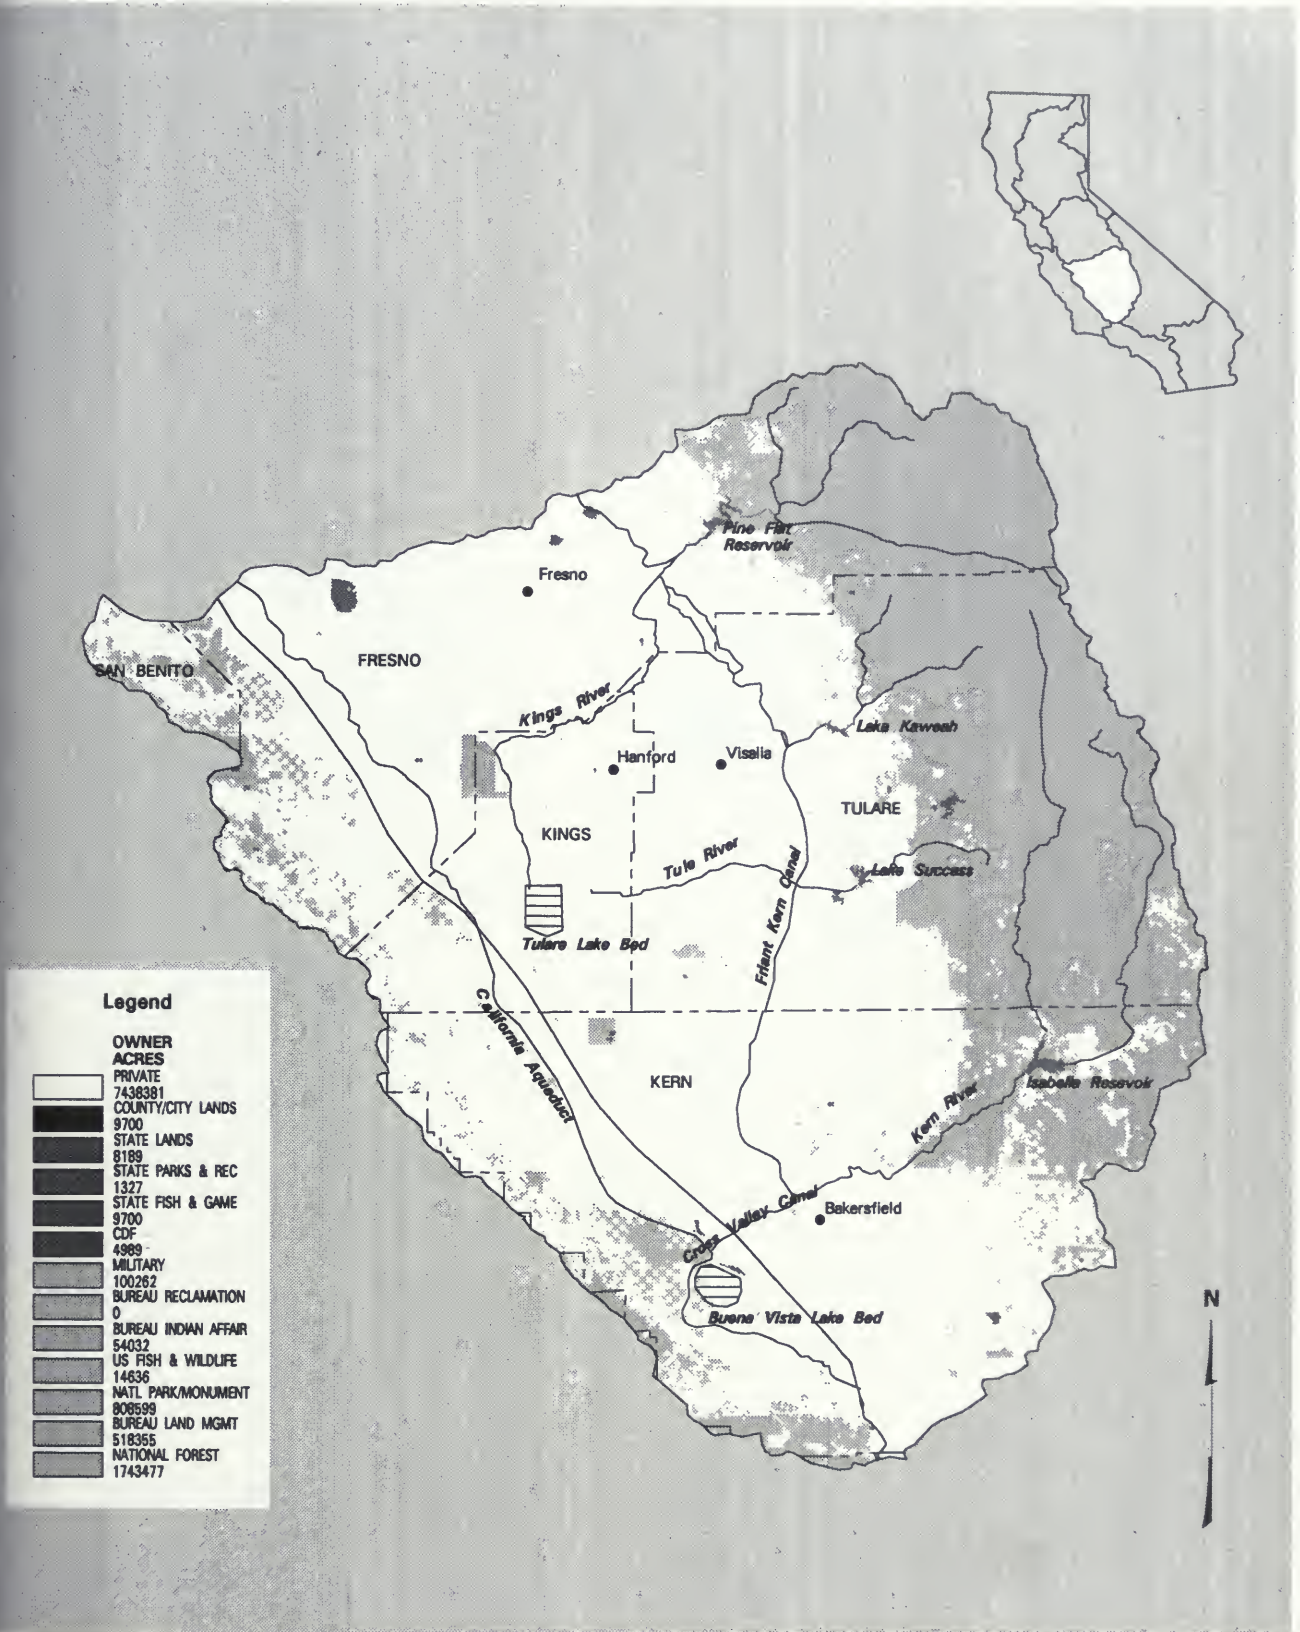 Pine Flat
Reservoir
Fresno
FRESNO
SAN BENITO
Kings River
Lake Kaweah
Hanford
Visalia
TULARE
KINGS
Tule River
Lake Success
Friant Kern Canal
Tulare Lake Bed
California Aqueduct
KERN
Isabella Resevoir
Kern River
Cross Valley Canal
Bakersfield
Buena Vista Lake Bed
N
Legend
OWNER
ACRES
PRIVATE
7438381
COUNTY/CITY LANDS
9700
STATE LANDS
8189
STATE PARKS & REC
1327
STATE FISH & GAME
9700
CDF
4989
MILITARY
100262
BUREAU RECLAMATION
0
BUREAU INDIAN AFFAIR
54032
US FISH & WILDLIFE
14636
NATL PARK/MONUMENT
808599
BUREAU LAND MGMT
518355
NATIONAL FOREST
1743477